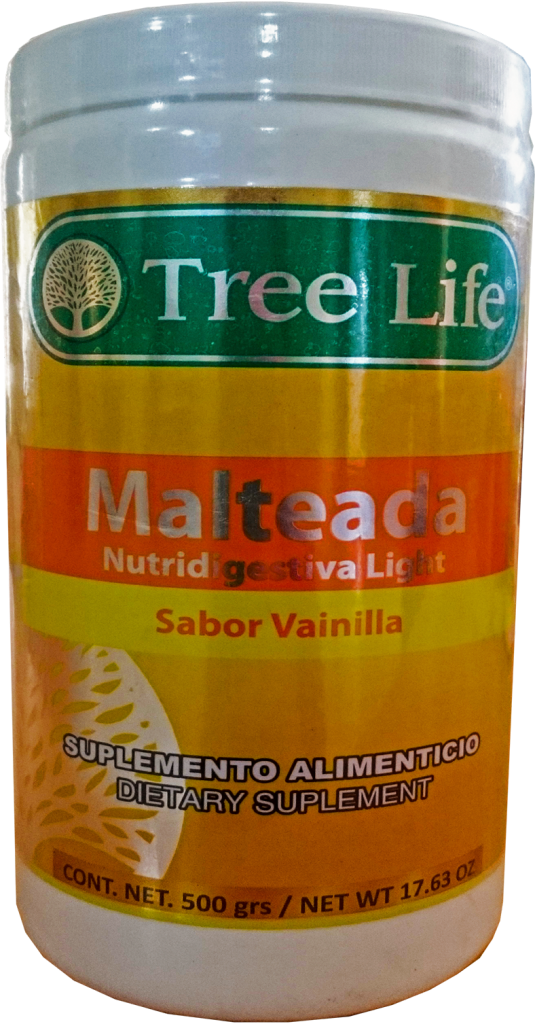 Tree Life®
Malteada
Nutridigestiva Light
Sabor Vainilla
SUPLEMENTO ALIMENTICIO
DIETARY SUPLEMENT
CONT. NET. 500 grs / NET WT 17.63 OZ